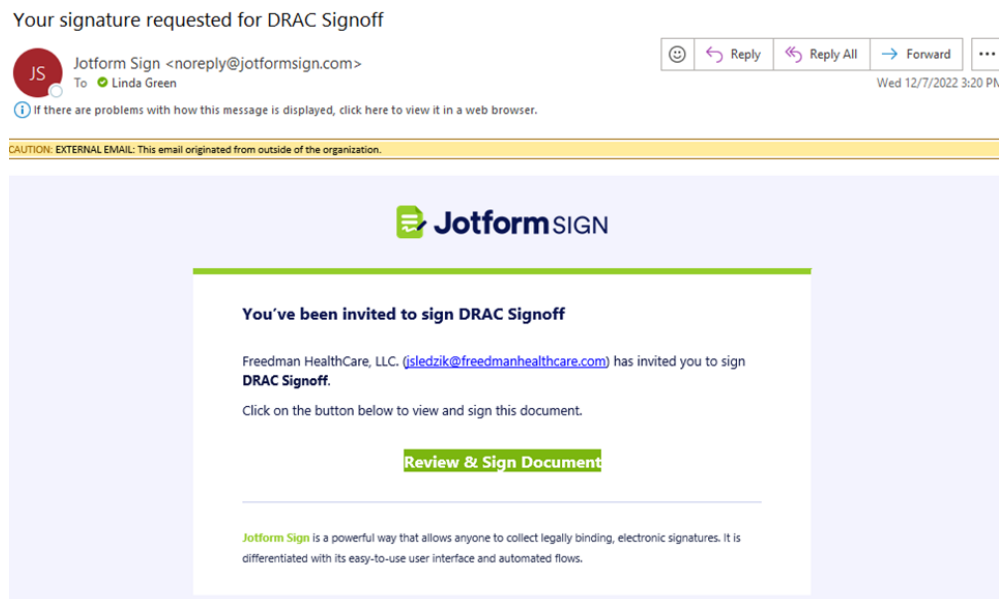 Your signature requested for DRAC Signoff
JS
Jotform Sign <noreply@jotformsign.com>
To Linda Green
Reply
Reply All
Forward
...
Wed 12/7/2022 3:20 PM
If there are problems with how this message is displayed, click here to view it in a web browser.
CAUTION: EXTERNAL EMAIL: This email originated from outside of the organization.
Jotform SIGN
You've been invited to sign DRAC Signoff
Freedman HealthCare, LLC. (jsledzik@freedmanhealthcare.com) has invited you to sign
DRAC Signoff.
Click on the button below to view and sign this document.
Review & Sign Document
Jotform Sign is a powerful way that allows anyone to collect legally binding, electronic signatures. It is
differentiated with its easy-to-use user interface and automated flows.